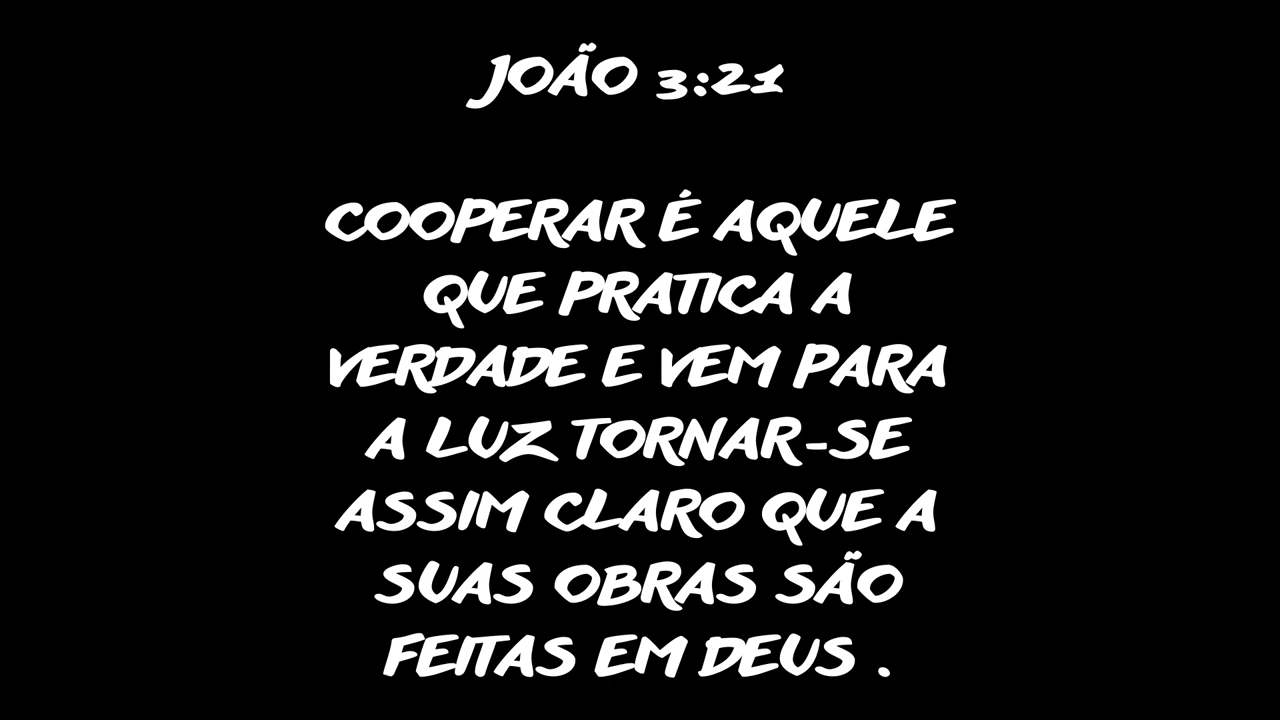 JOÃO 3:21
COOPERAR É AQUELE
QUE PRATICA A
VERDADE E VEM PARA
A LUZ TORNAR-SE
ASSIM CLARO QUE A
SUAS OBRAS SÃO
FEITAS EM DEUS .